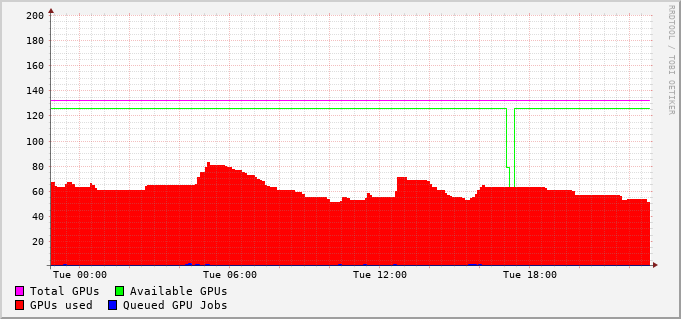 RRDTOOL / TOBI OETIKER
200
180
160
140
120
100
80
60
40
20
Tue 00:00 Tue 06:00 Tue 12:00 Tue 18:00
Total GPUs Available GPUs
GPUs used Queued GPU Jobs